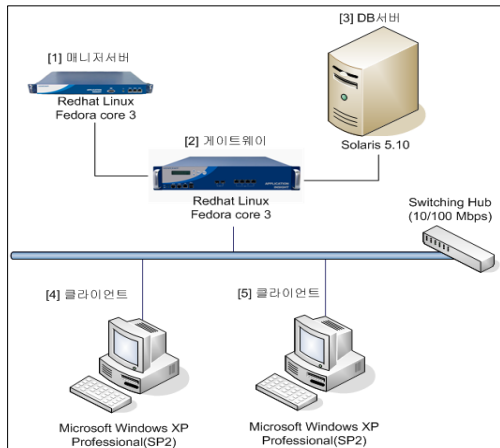 [3] DB서버
[1] 매니저서버
Redhat Linux
Fedora core 3
Solaris 5.10
[2] 게이트웨이
Redhat Linux
Fedora core 3
Switching Hub
(10/100 Mbps)
[4] 클라이언트
[5] 클라이언트
Microsoft Windows XP
Professional(SP2)
Microsoft Windows XP
Professional(SP2)